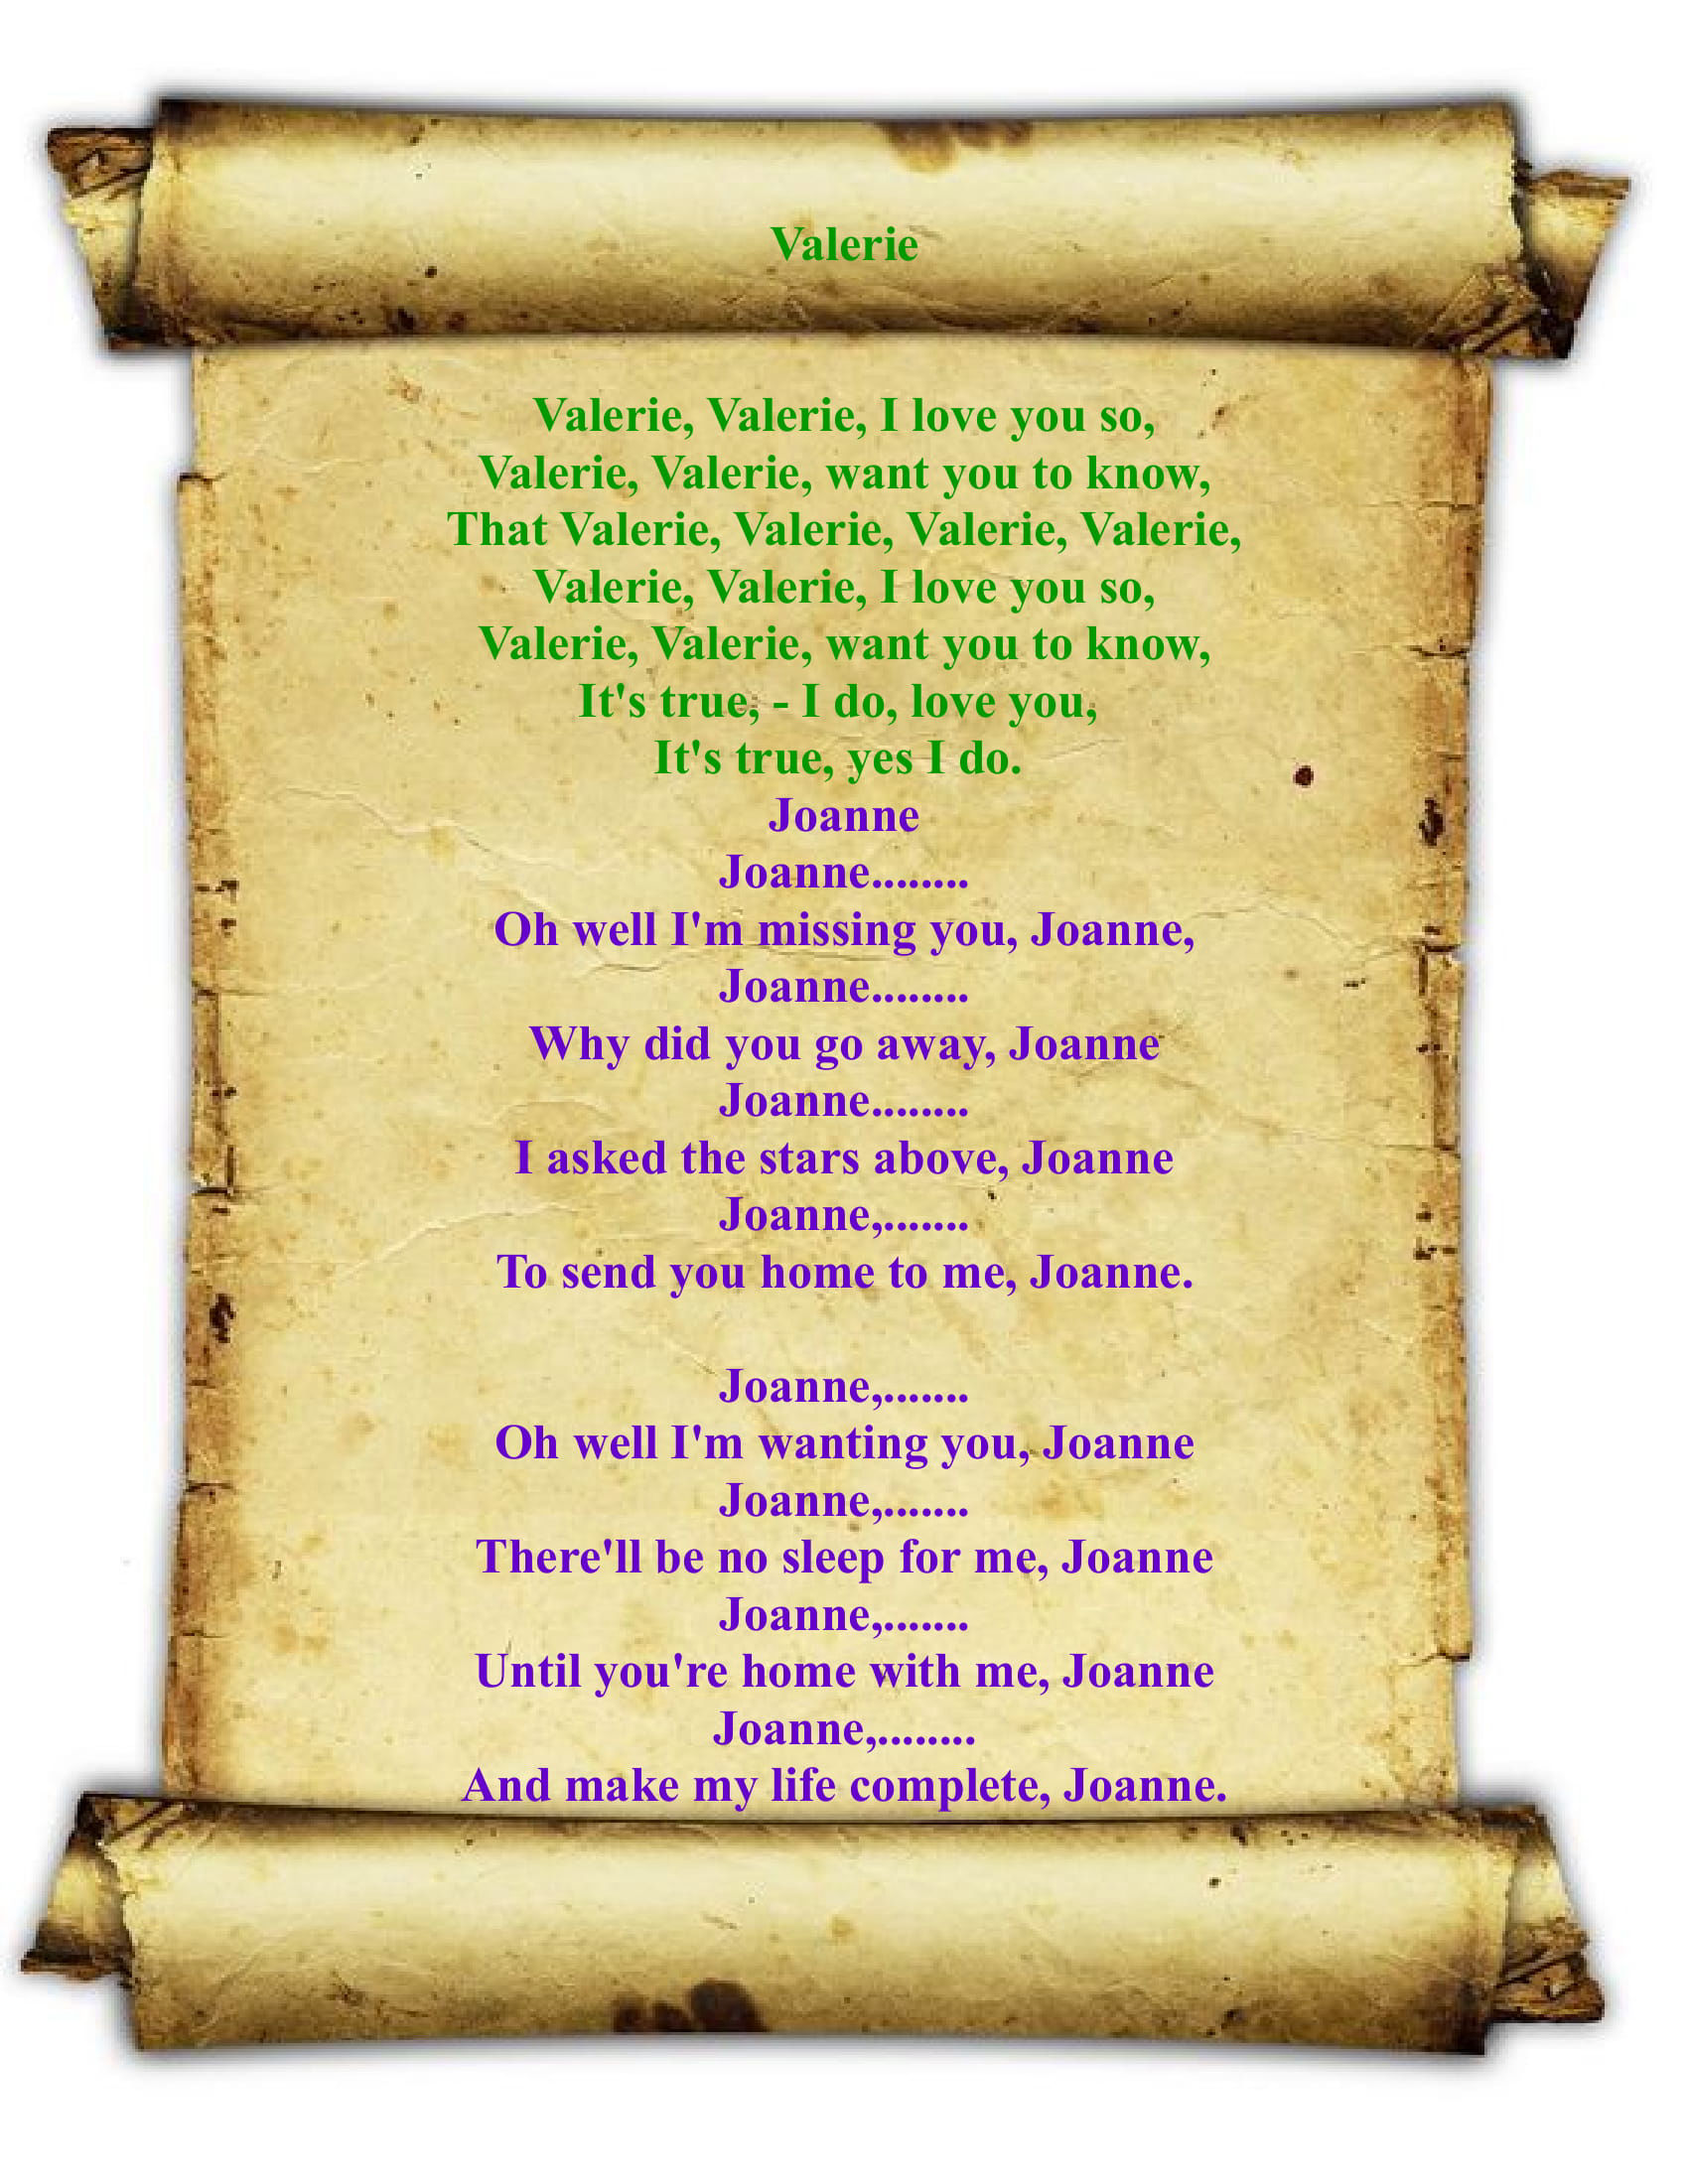 Valerie
Valerie, Valerie, I love you so,
Valerie, Valerie, want you to know,
That Valerie, Valerie, Valerie, Valerie,
Valerie, Valerie, I love you so,
Valerie, Valerie, want you to know,
It's true, - I do, love you,
It's true, yes I do.
Joanne
Joanne........
Oh well I'm missing you, Joanne,
Joanne........
Why did you go away, Joanne
Joanne........
I asked the stars above, Joanne
Joanne,.......
To send you home to me, Joanne.
Joanne,.......
Oh well I'm wanting you, Joanne
Joanne,.......
There'll be no sleep for me, Joanne
Joanne,.......
Until you're home with me, Joanne
Joanne,........
And make my life complete, Joanne.